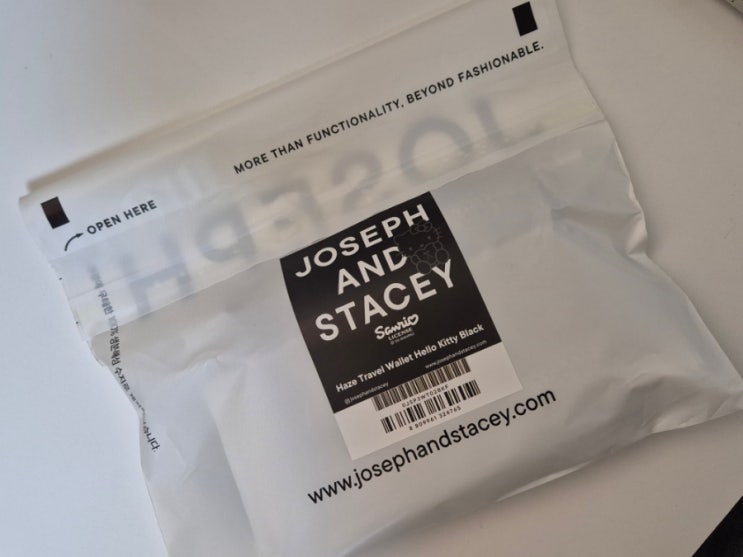 MORE THAN FUNCTIONALITY, BEYOND FASHIONABLE.
OPEN HERE
JOSEPH
AND
STACEY
Sanrio
LICENSE
Haze Travel Wallet Hello Kitty Black
@josephandstacey
www.josephandstacey.com
www.josephandstacey.com